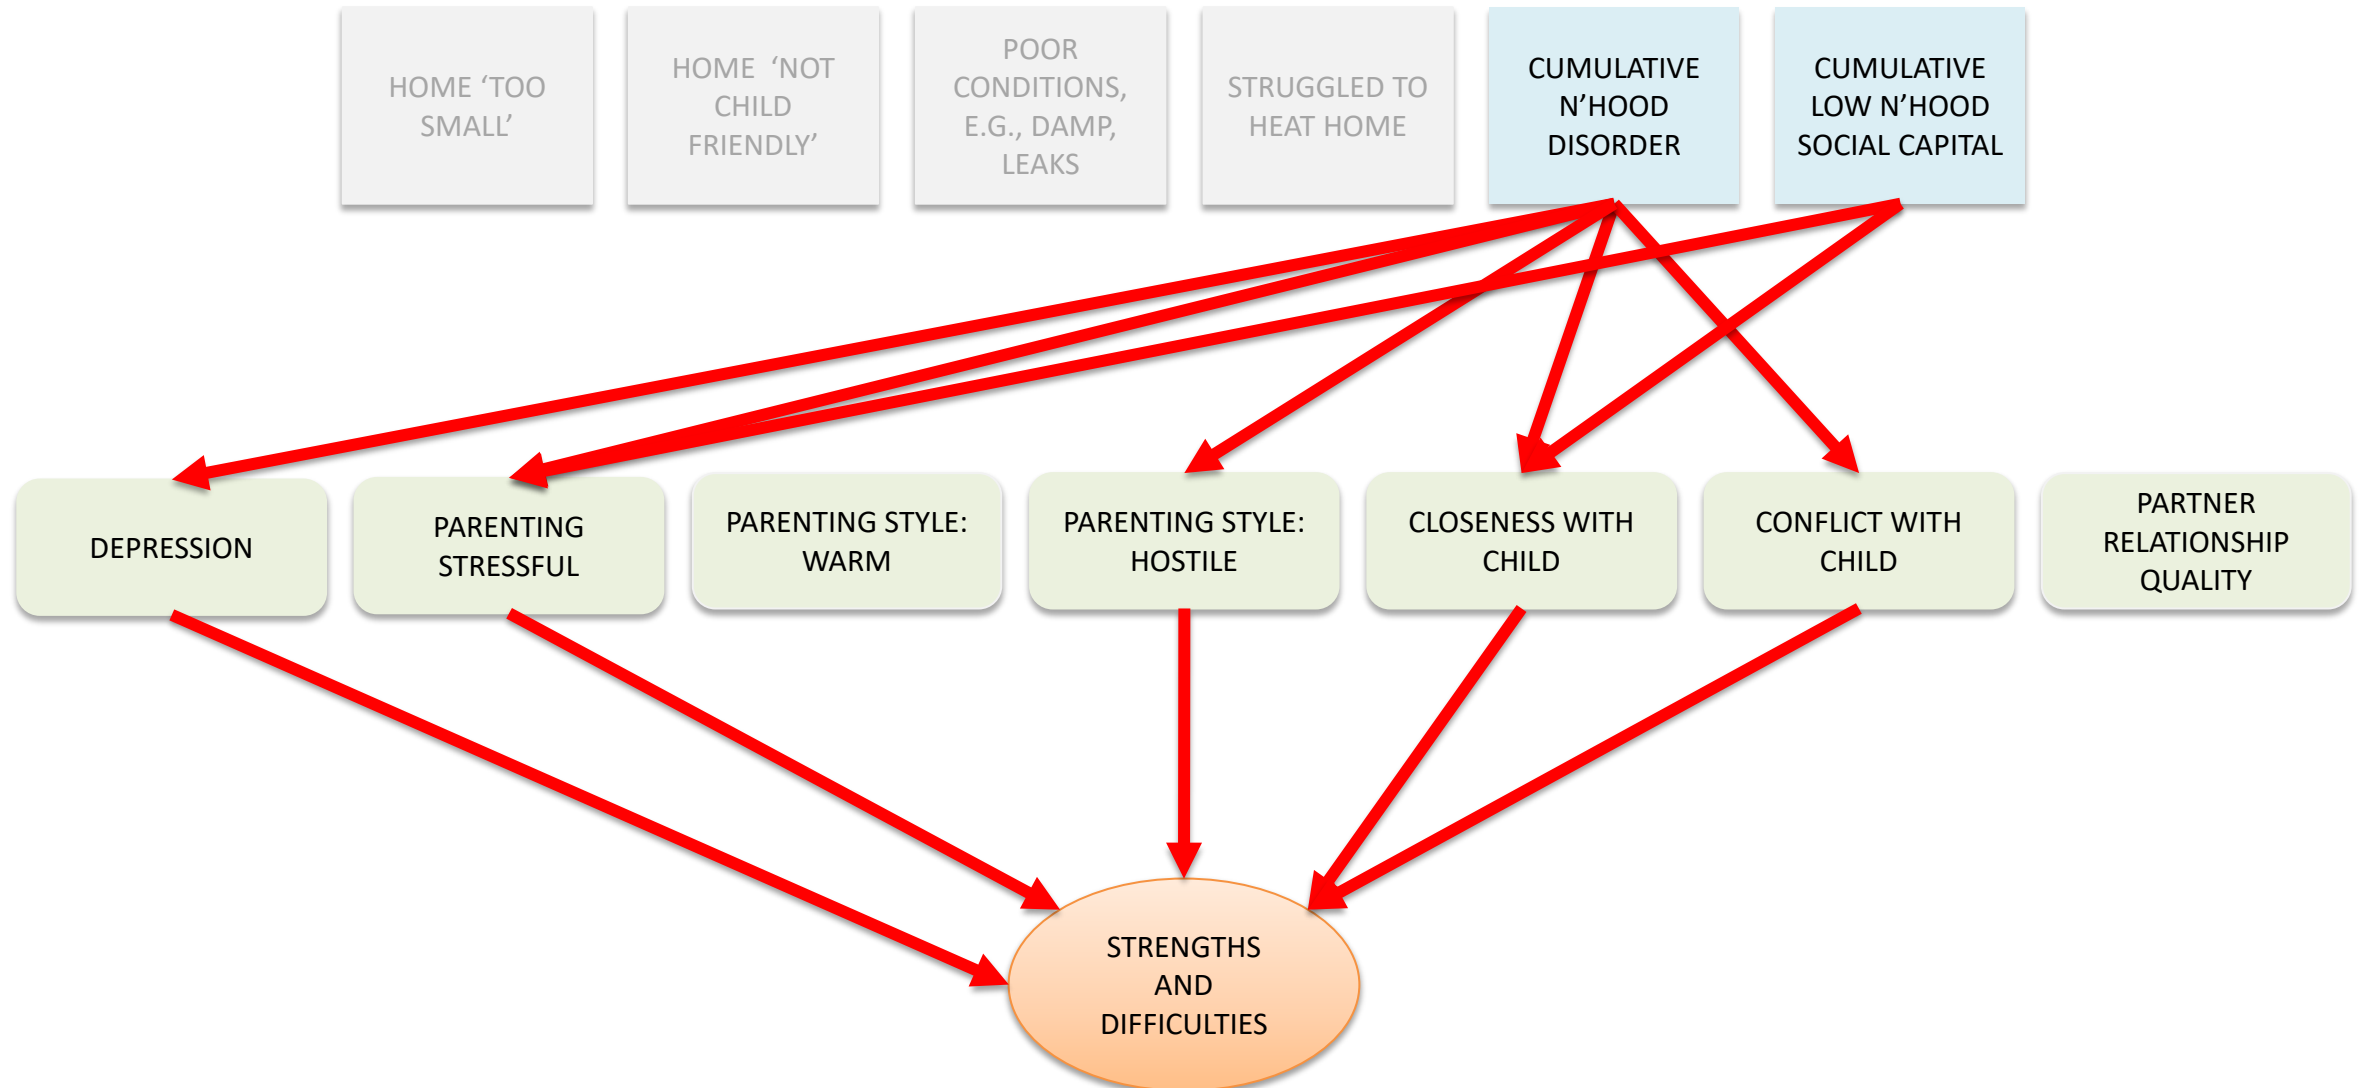 HOME ‘TOO
SMALL’
HOME  ‘NOT
CHILD
FRIENDLY’
POOR
CONDITIONS,
E.G., DAMP,
LEAKS
STRUGGLED TO
HEAT HOME
CUMULATIVE
N’HOOD
DISORDER
CUMULATIVE
LOW N’HOOD
SOCIAL CAPITAL
DEPRESSION
PARENTING
STRESSFUL
PARENTING STYLE:
WARM
PARENTING STYLE:
HOSTILE
CLOSENESS WITH
CHILD
CONFLICT WITH
CHILD
PARTNER
RELATIONSHIP
QUALITY
STRENGTHS
AND
DIFFICULTIES